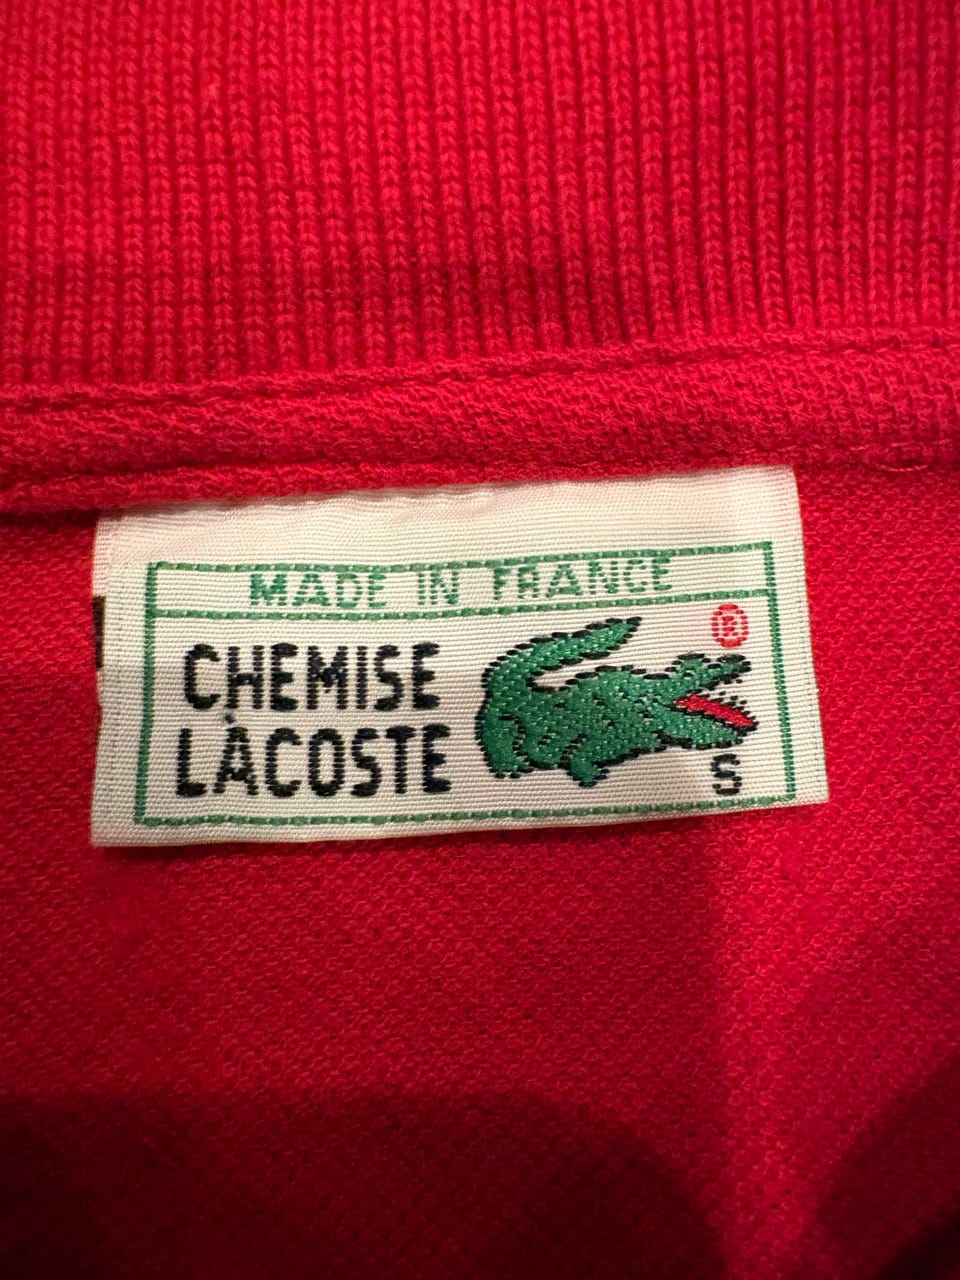 MADE IN FRANCE
CHEMISE
LACOSTE
®
S